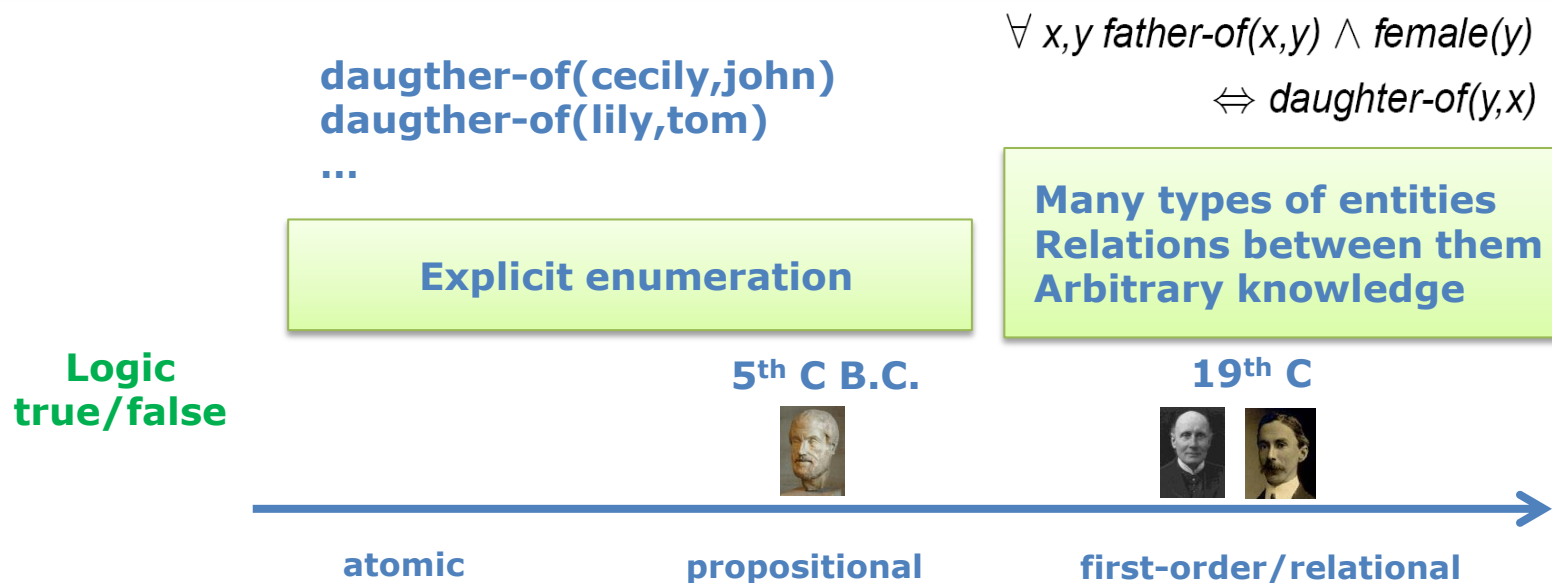 ∀ x,y father-of(x,y) ∧ female(y)
⇔ daughter-of(y,x)
daugther-of(cecily,john)
daugther-of(lily,tom)
...
Explicit enumeration
Many types of entities
Relations between them
Arbitrary knowledge
Logic
true/false
5th C B.C.
19th C
atomic
propositional
first-order/relational